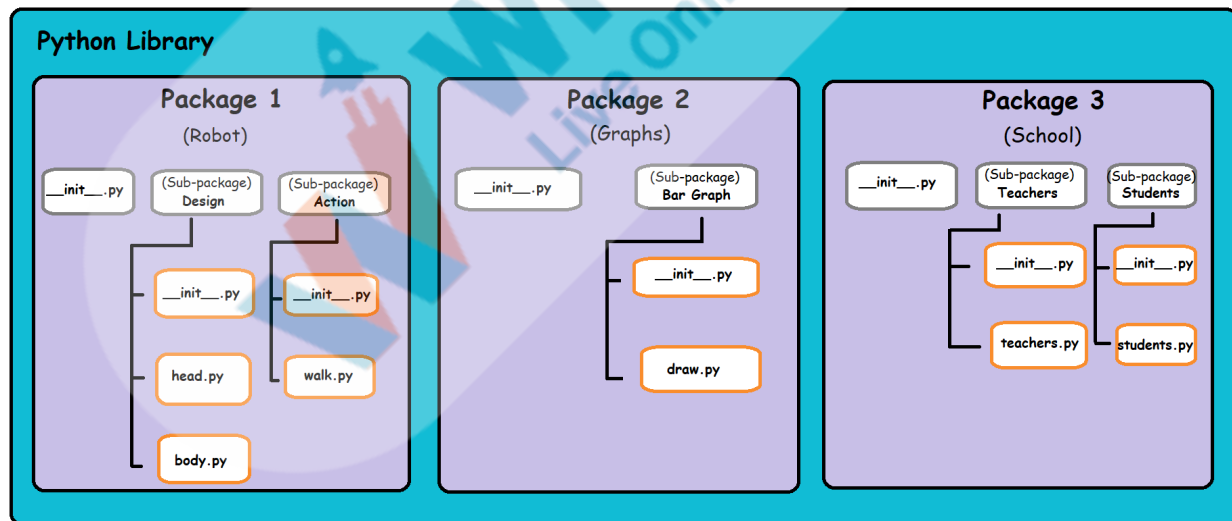 Python Library
Package 1
(Robot)
__init__.py
(Sub-package)
Design
(Sub-package)
Action
__init__.py
head.py
body.py
__init__.py
walk.py
Package 2
(Graphs)
__init__.py
(Sub-package)
Bar Graph
__init__.py
draw.py
Package 3
(School)
__init__.py
(Sub-package)
Teachers
(Sub-package)
Students
__init__.py
teachers.py
__init__.py
students.py
Live